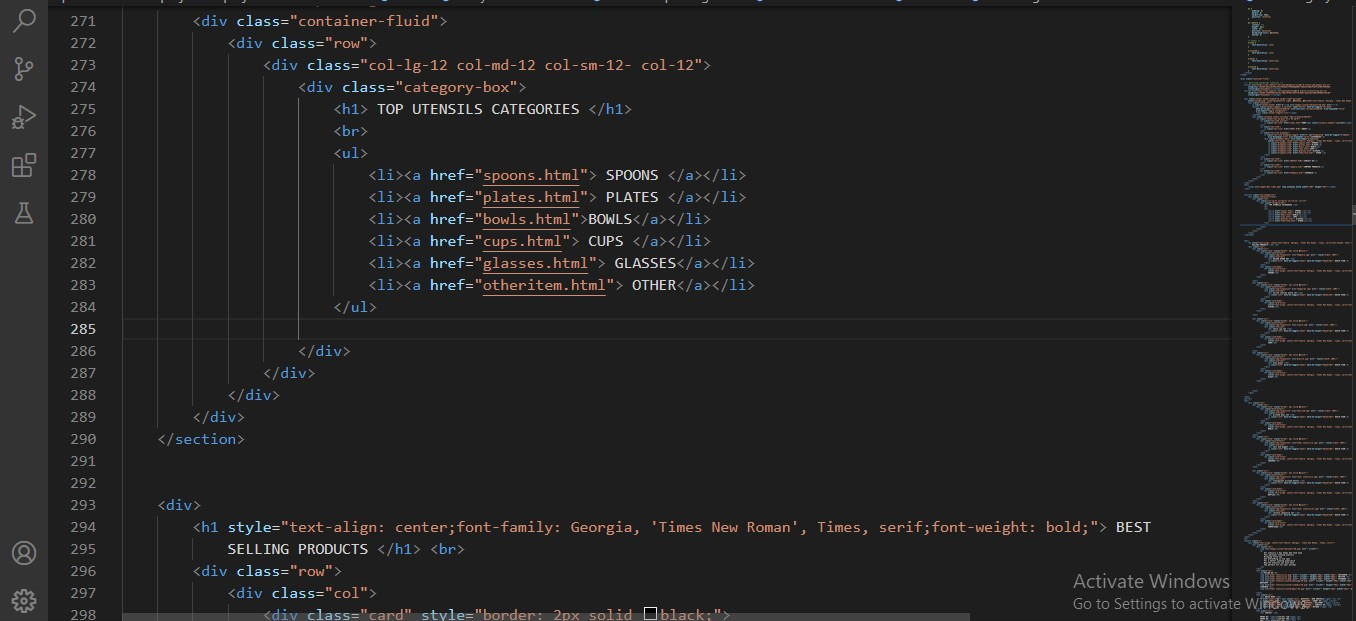 271 <div class="container-fluid">
272 <div class="row">
273 <div class="col-lg-12 col-md-12 col-sm-12- col-12">
274 <div class="category-box">
275 <h1> TOP UTENSILS CATEGORIES </h1>
276 <br>
277 <ul>
278 <li><a href="spoons.html"> SPOONS </a></li>
279 <li><a href="plates.html"> PLATES </a></li>
280 <li><a href="bowls.html">BOWLS</a></li>
281 <li><a href="cups.html"> CUPS </a></li>
282 <li><a href="glasses.html"> GLASSES</a></li>
283 <li><a href="otheritem.html"> OTHER</a></li>
284 </ul>
285
286 </div>
287 </div>
288 </div>
289 </div>
290 </section>
291
292
293 <div>
294 <h1 style="text-align: center;font-family: Georgia, 'Times New Roman', Times, serif;font-weight: bold;"> BEST
295 SELLING PRODUCTS </h1> <br>
296 <div class="row">
297 <div class="col">
298 <div class="card" style="border: 2px solid black;">
Activate Windows
Go to Settings to activate Windows.